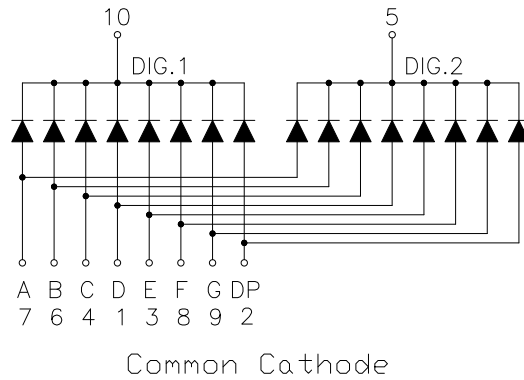 10 5
DIG.1 DIG.2
A B C D E F G DP
7 6 4 1 3 8 9 2
Common Cathode